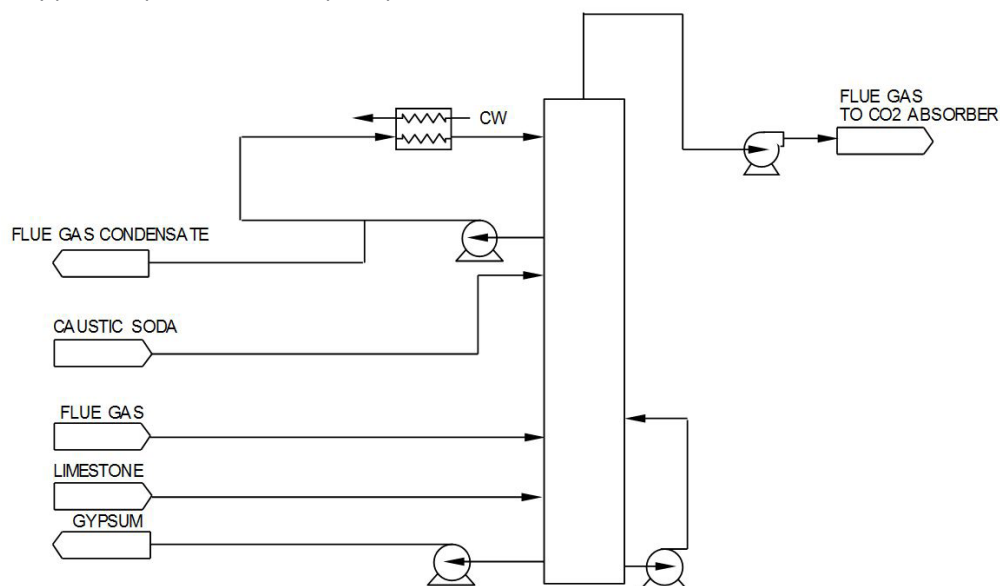 CW
FLUE GAS
TO CO2 ABSORBER
FLUE GAS CONDENSATE
CAUSTIC SODA
FLUE GAS
LIMESTONE
GYPSUM